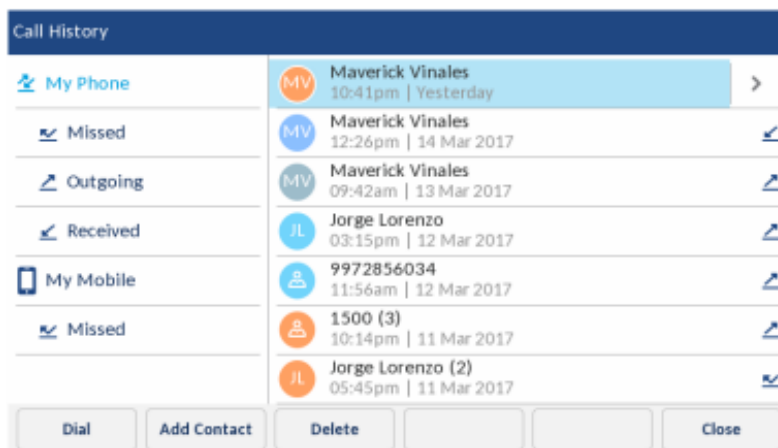 Call History
My Phone
Missed
Outgoing
Received
My Mobile
Missed
MV
Maverick Vinales
10:41pm | Yesterday
MV
Maverick Vinales
12:26pm | 14 Mar 2017
MV
Maverick Vinales
09:42am | 13 Mar 2017
JL
Jorge Lorenzo
03:15pm | 12 Mar 2017
9972856034
11:56am | 12 Mar 2017
1500 (3)
10:14pm | 11 Mar 2017
JL
Jorge Lorenzo (2)
05:45pm | 11 Mar 2017
Dial
Add Contact
Delete
Close